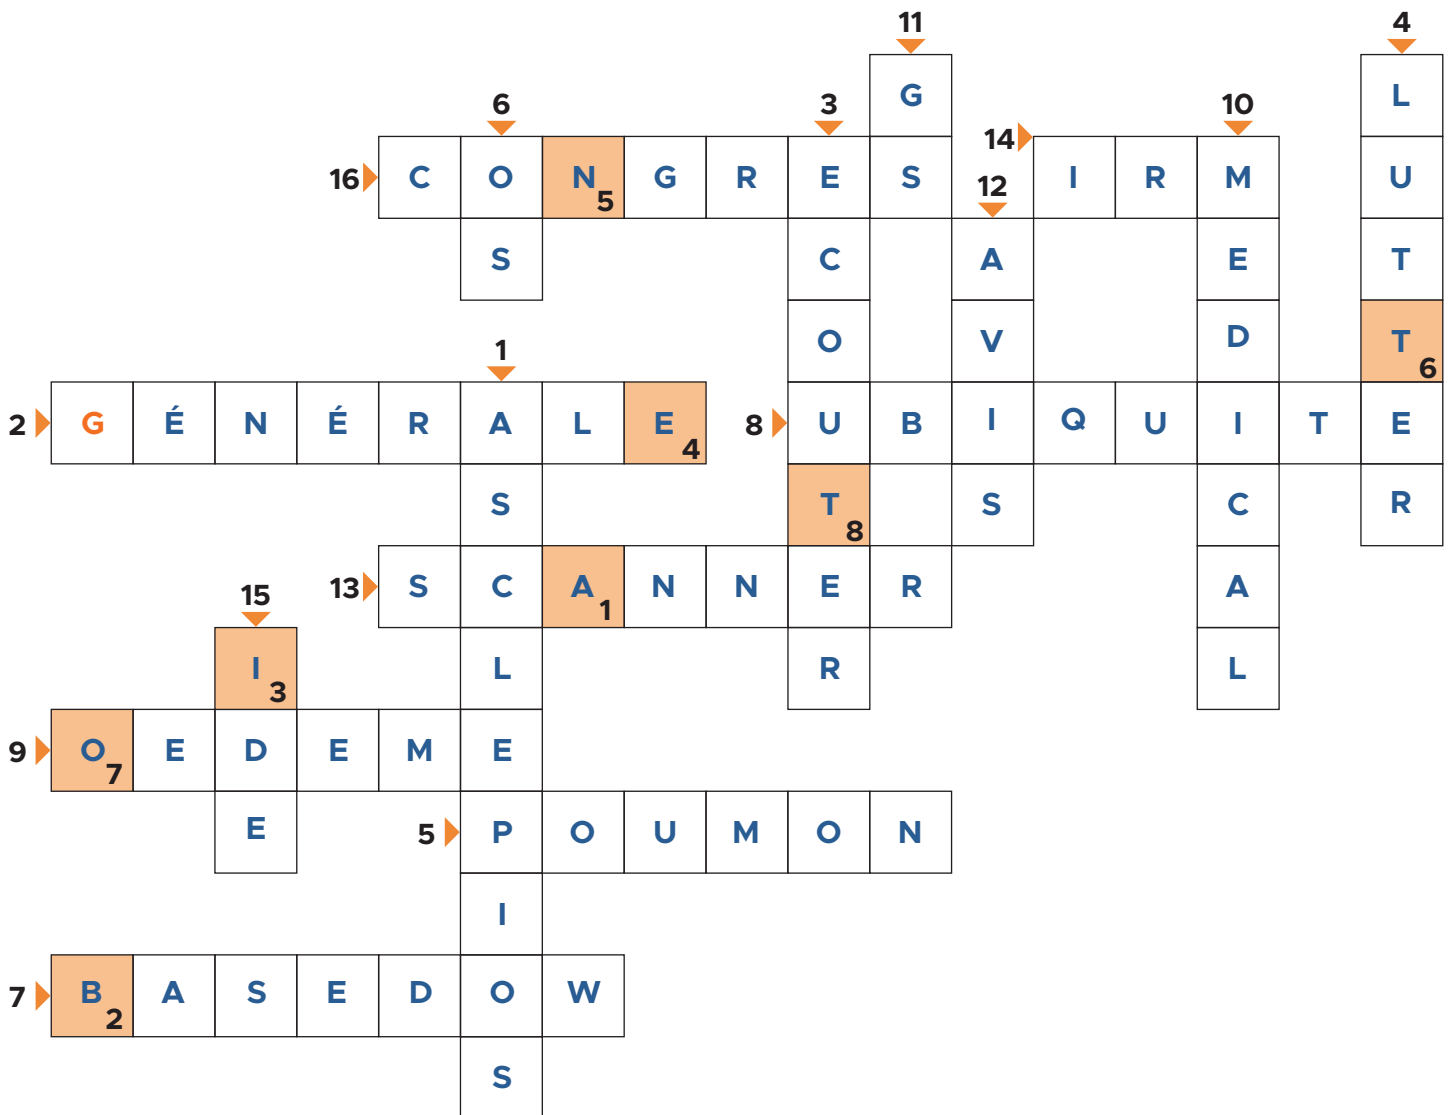 11 4
G L
6 3 10
14
16 C O N 5 G R E S 12 I R M U
S C A E T
1 O V D T 6
2 G É N É R A L E 4 8 U B I Q U I T E
S T 8 S C R
15 13 S C A 1 N N E R A
I 3 L R L
9 O 7 E D E M E
E 5 P O U M O N
I
7 B 2 A S E D O W
S